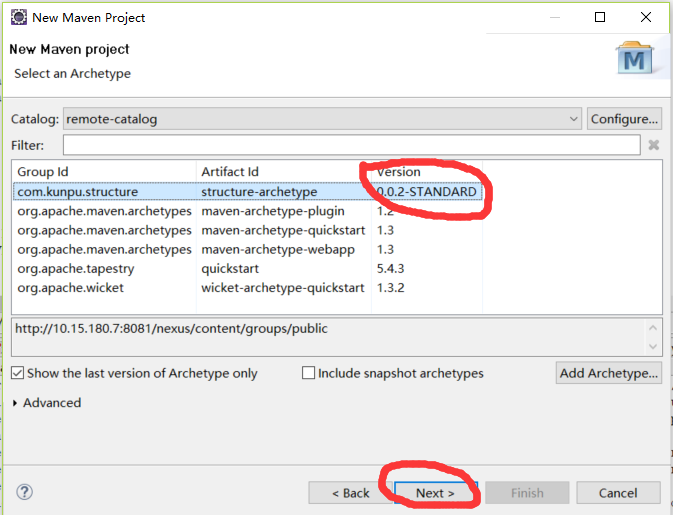 New Maven Project
New Maven project
Select an Archetype
Catalog: remote-catalog Configure...
Filter:
Group Id Artifact Id Version
com.kunpu.structure structure-archetype 0.0.2-STANDARD
org.apache.maven.archetypes maven-archetype-plugin 1.2
org.apache.maven.archetypes maven-archetype-quickstart 1.3
org.apache.maven.archetypes maven-archetype-webapp 1.3
org.apache.tapestry quickstart 5.4.3
org.apache.wicket wicket-archetype-quickstart 1.3.2
http://10.15.180.7:8081/nexus/content/groups/public
Show the last version of Archetype only Include snapshot archetypes Add Archetype...
Advanced
? < Back Next > Finish Cancel